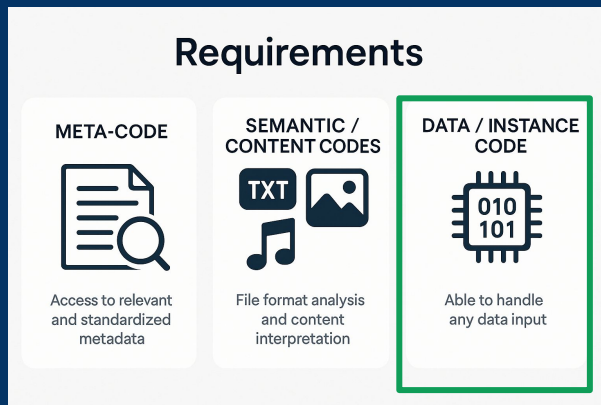 Requirements
META-CODE
Access to relevant
and standardized
metadata
SEMANTIC /
CONTENT CODES
TXT
File format analysis
and content
interpretation
DATA / INSTANCE
CODE
010
101
Able to handle
any data input